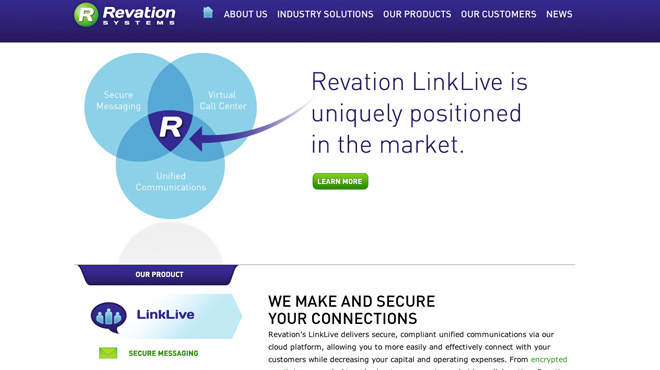 Revation
SYSTEMS
ABOUT US INDUSTRY SOLUTIONS OUR PRODUCTS OUR CUSTOMERS NEWS
Secure
Messaging
Virtual
Call Center
R
Unified
Communications
Revation LinkLive is
uniquely positioned
in the market.
LEARN MORE
OUR PRODUCT
LinkLive
SECURE MESSAGING
WE MAKE AND SECURE
YOUR CONNECTIONS
Revation's LinkLive delivers secure, compliant unified communications via our
cloud platform, allowing you to more easily and effectively connect with your
customers while decreasing your capital and operating expenses. From encrypted